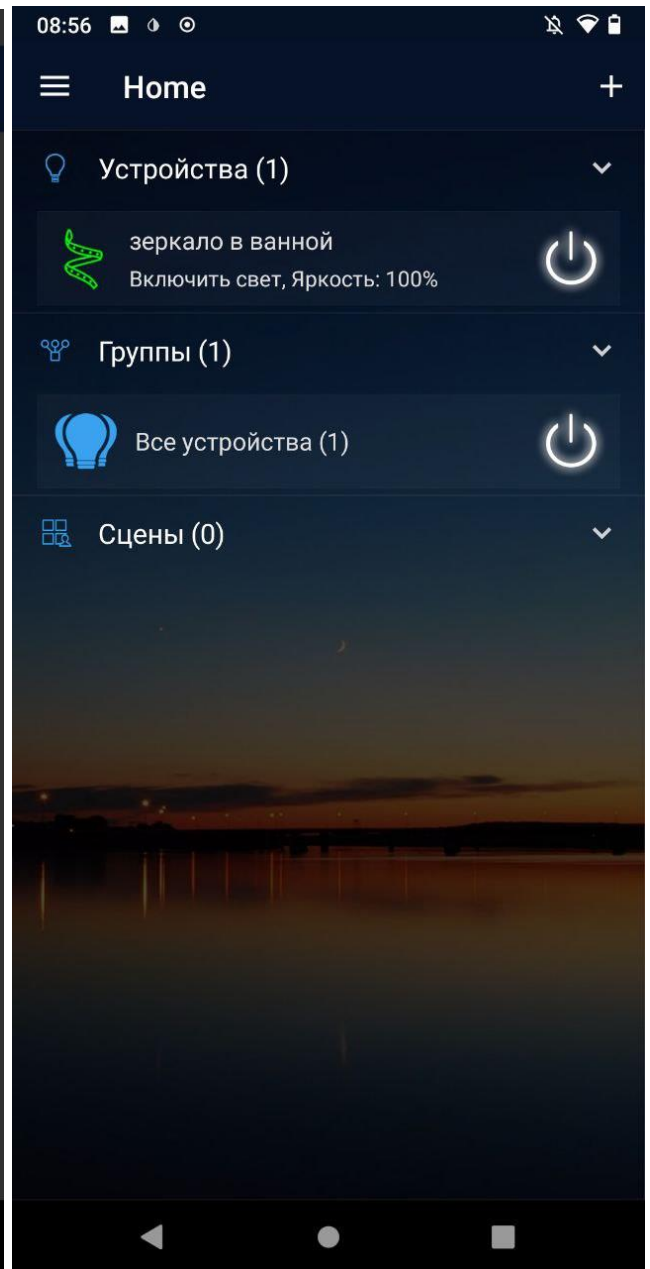 08:56
Home
Устройства (1)
зеркало в ванной
Включить свет, Яркость: 100%
Группы (1)
Все устройства (1)
Сцены (0)